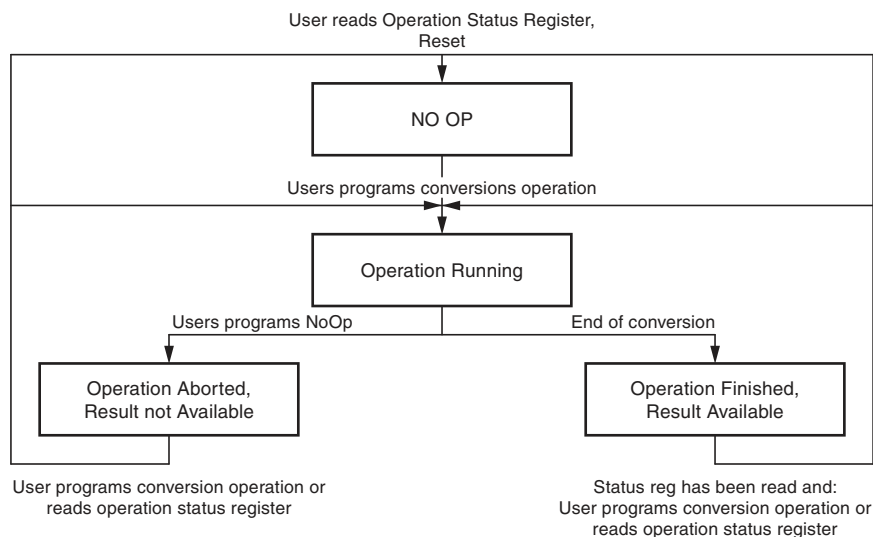 User reads Operation Status Register,
Reset
NO OP
Users programs conversions operation
Operation Running
Users programs NoOp
End of conversion
Operation Aborted,
Result not Available
Operation Finished,
Result Available
User programs conversion operation or
reads operation status register
Status reg has been read and:
User programs conversion operation or
reads operation status register